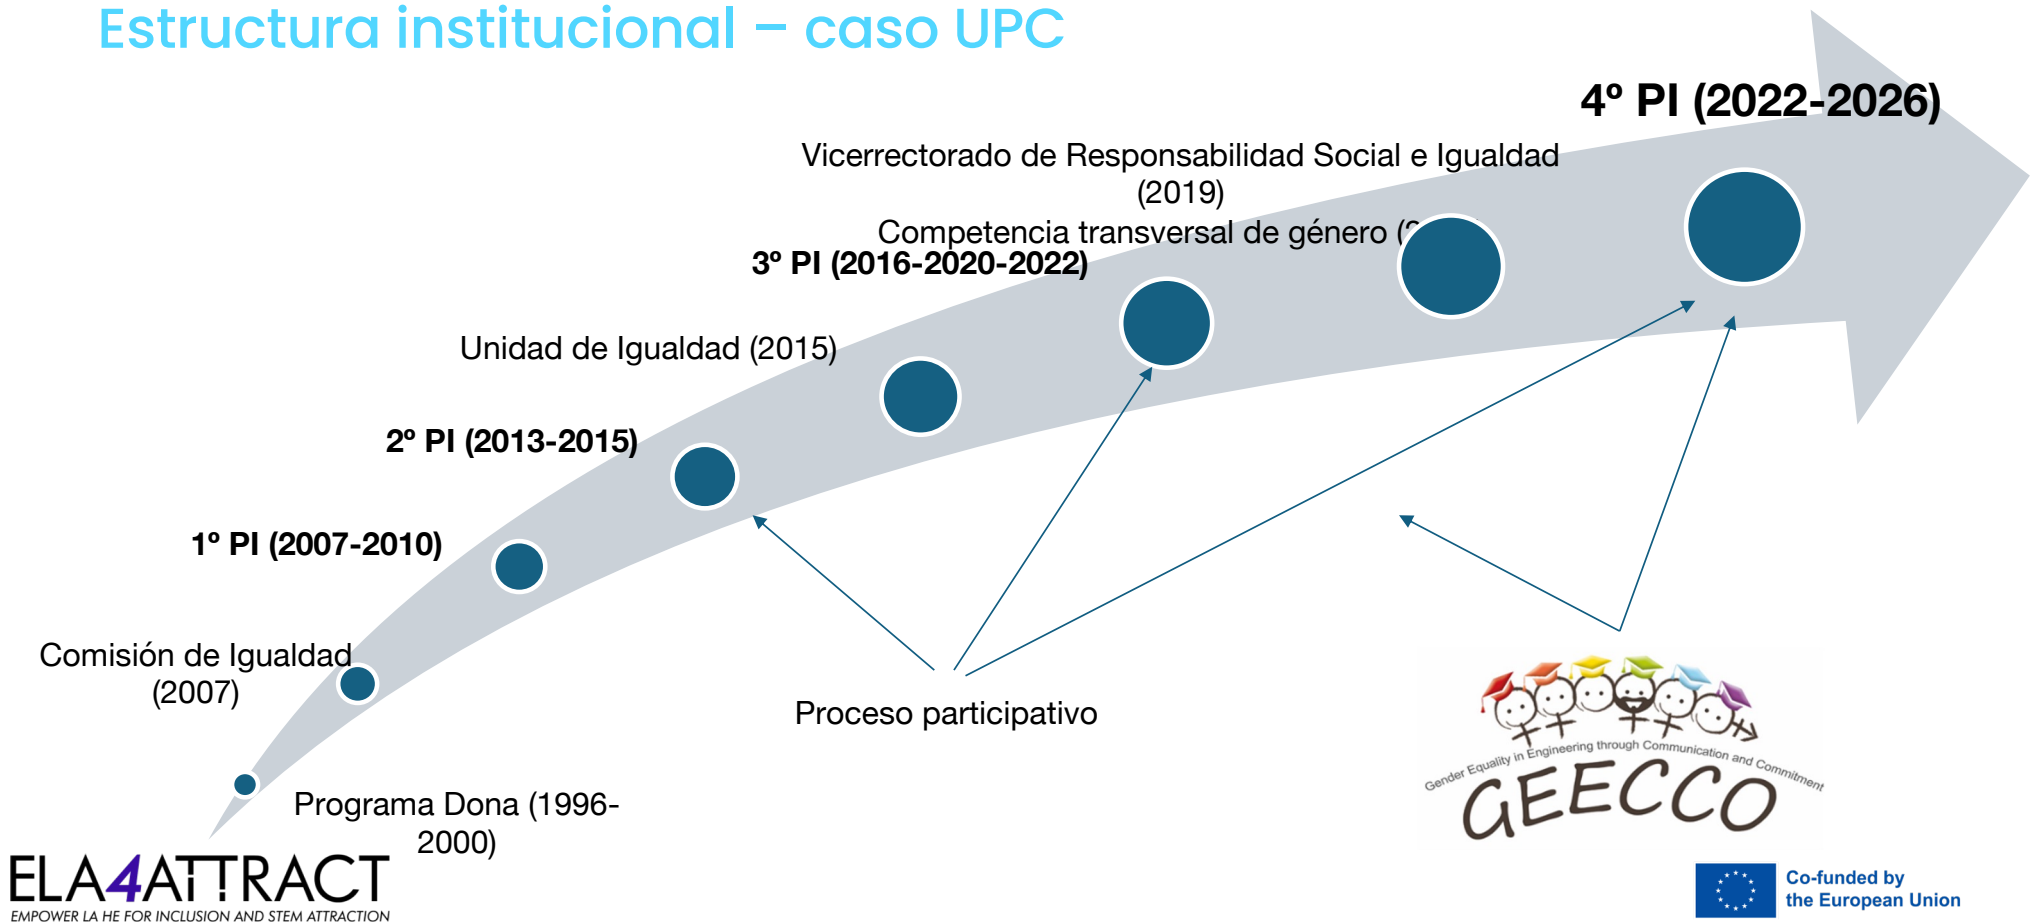 Estructura institucional – caso UPC
4º PI (2022-2026)
Vicerrectorado de Responsabilidad Social e Igualdad
(2019)
Competencia transversal de género (
3º PI (2016-2020-2022)
Unidad de Igualdad (2015)
2º PI (2013-2015)
1º PI (2007-2010)
Comisión de Igualdad
(2007)
Programa Dona (1996-
2000)
Proceso participativo
Gender Equality in Engineering through Communication and Commitment
GEECCO
ELA4ATTRACT
EMPOWER LA HE FOR INCLUSION AND STEM ATTRACTION
Co-funded by
the European Union